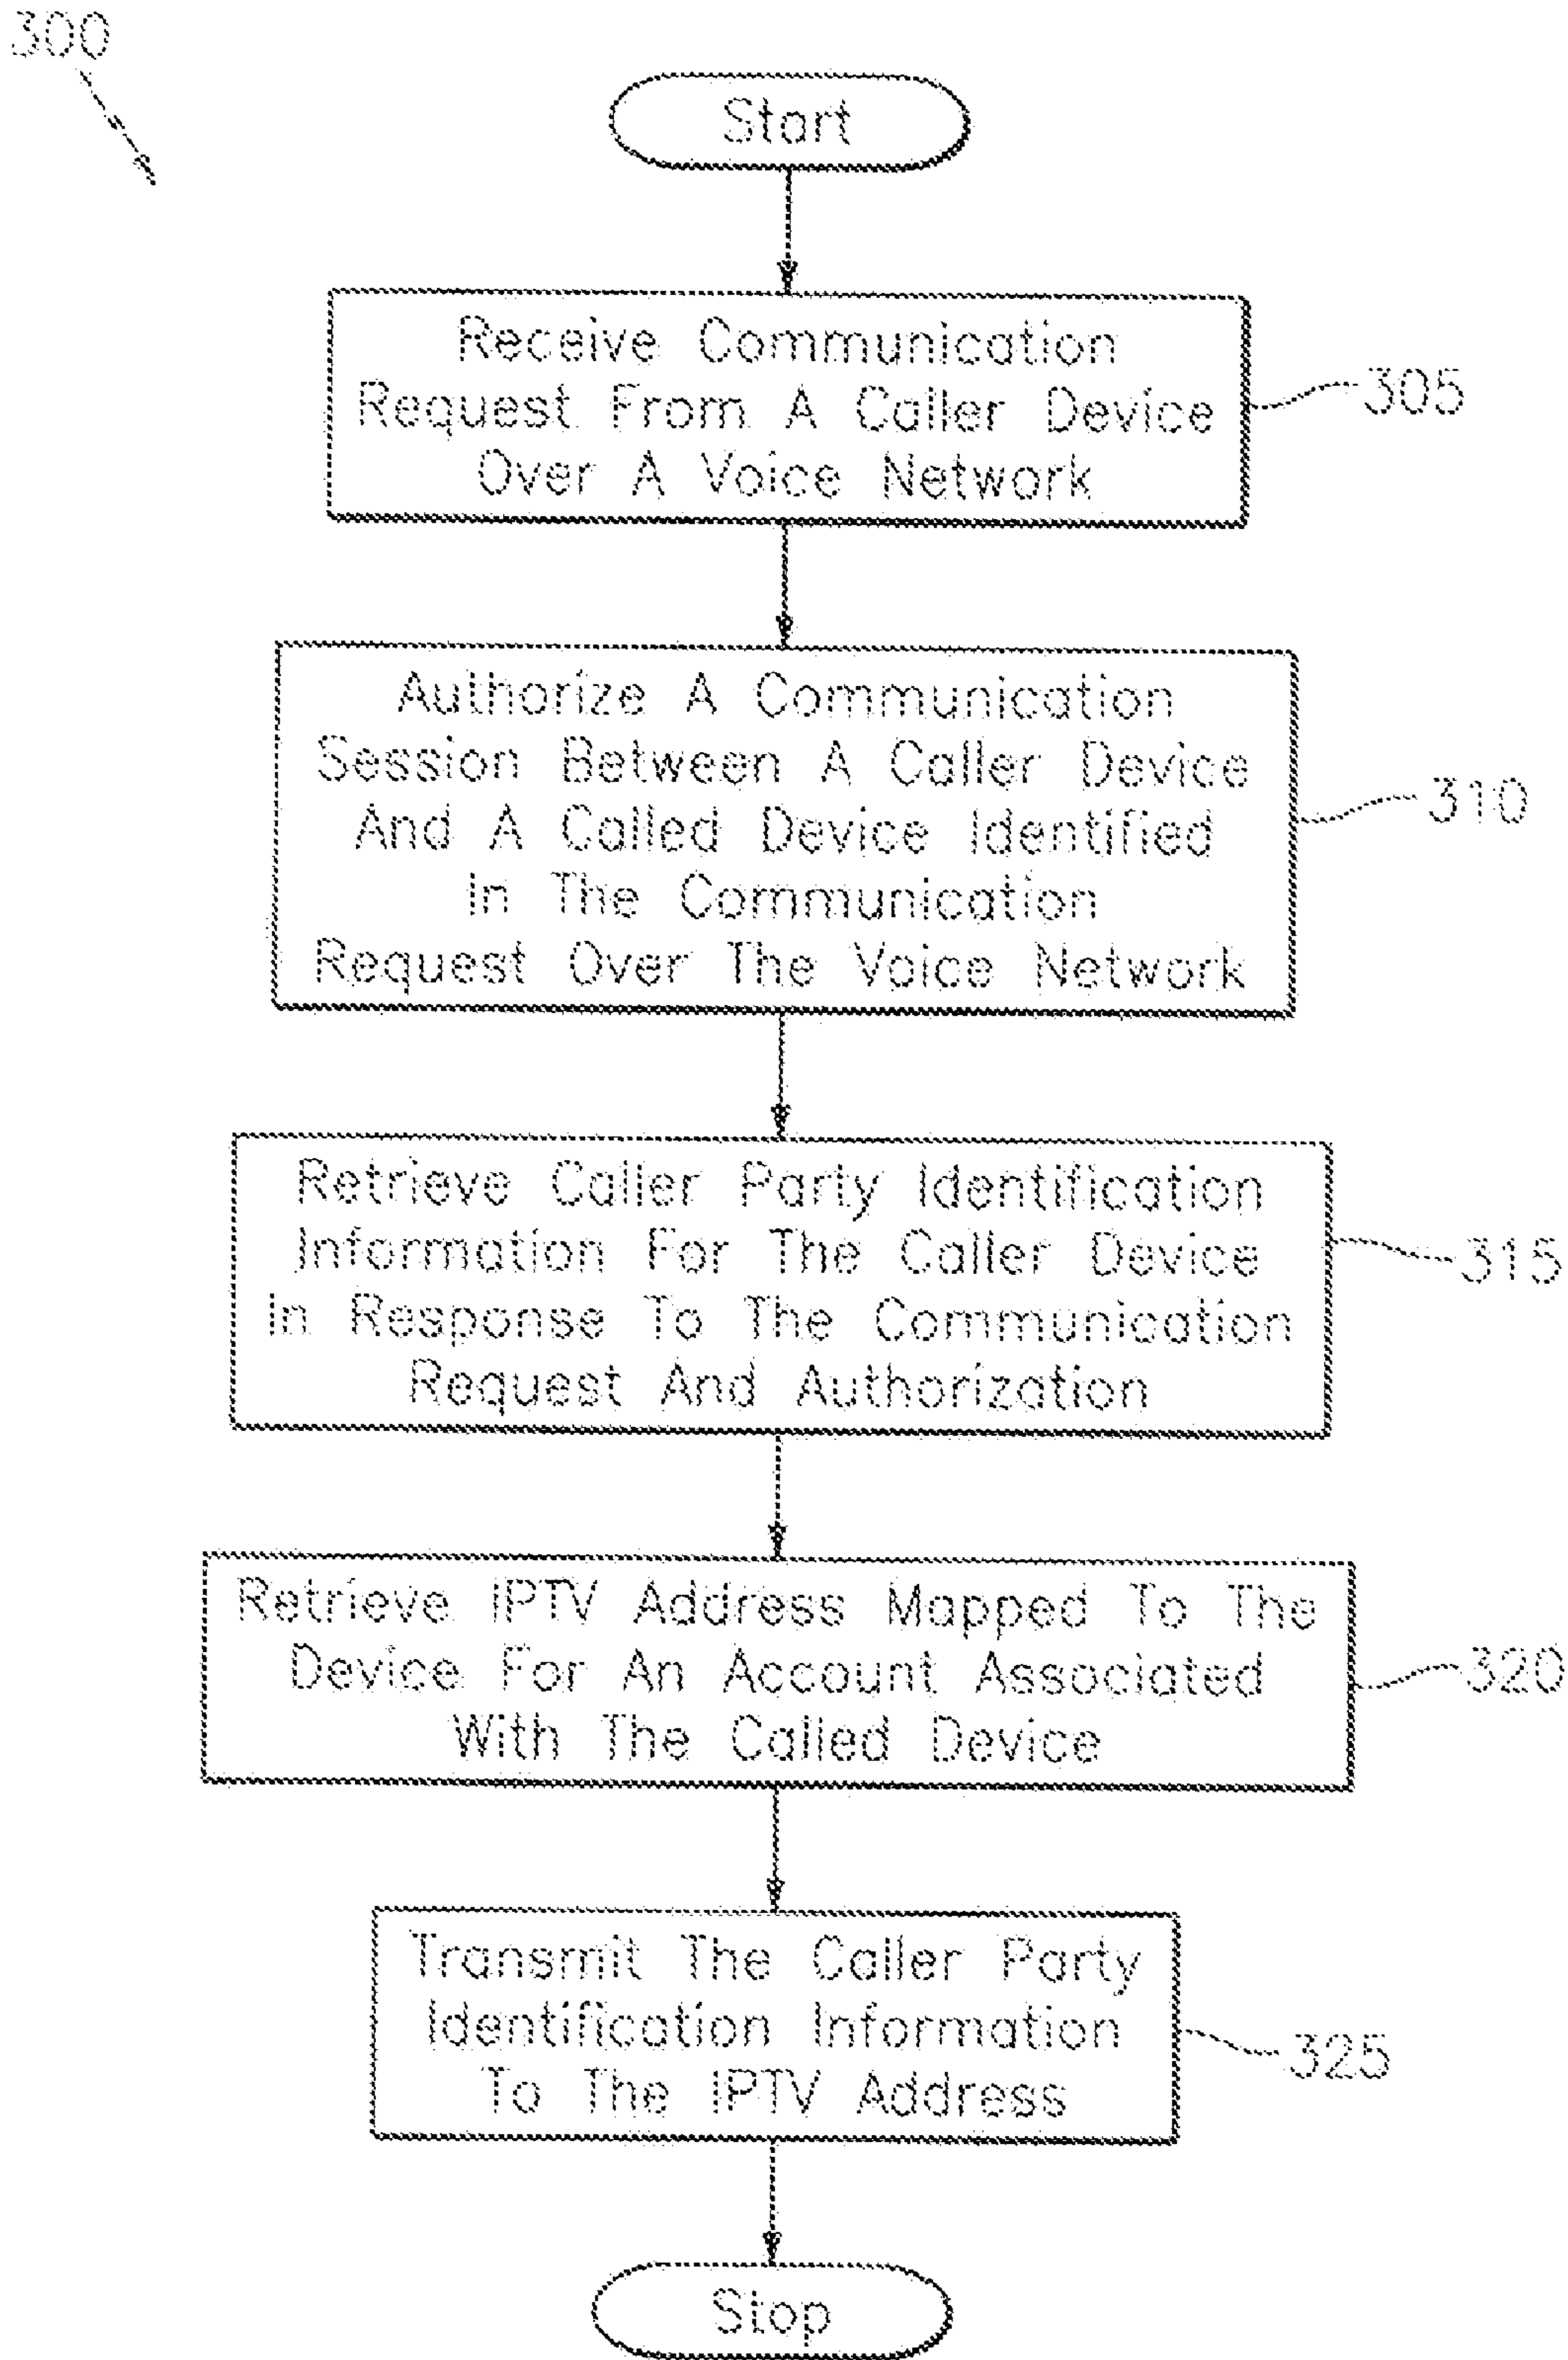 300
Start
Receive Communication
Request From A Caller Device
Over A Voice Network
305
Authorize A Communication
Session Between A Caller Device
And A Called Device Identified
In The Communication
Request Over The Voice Network
310
Retrieve Caller Party Identification
Information For The Caller Device
In Response To The Communication
Request And Authorization
315
Retrieve IPTV Address Mapped To The
Device For An Account Associated
With The Called Device
320
Transmit The Caller Party
Identification Information
To The IPTV Address
325
Stop